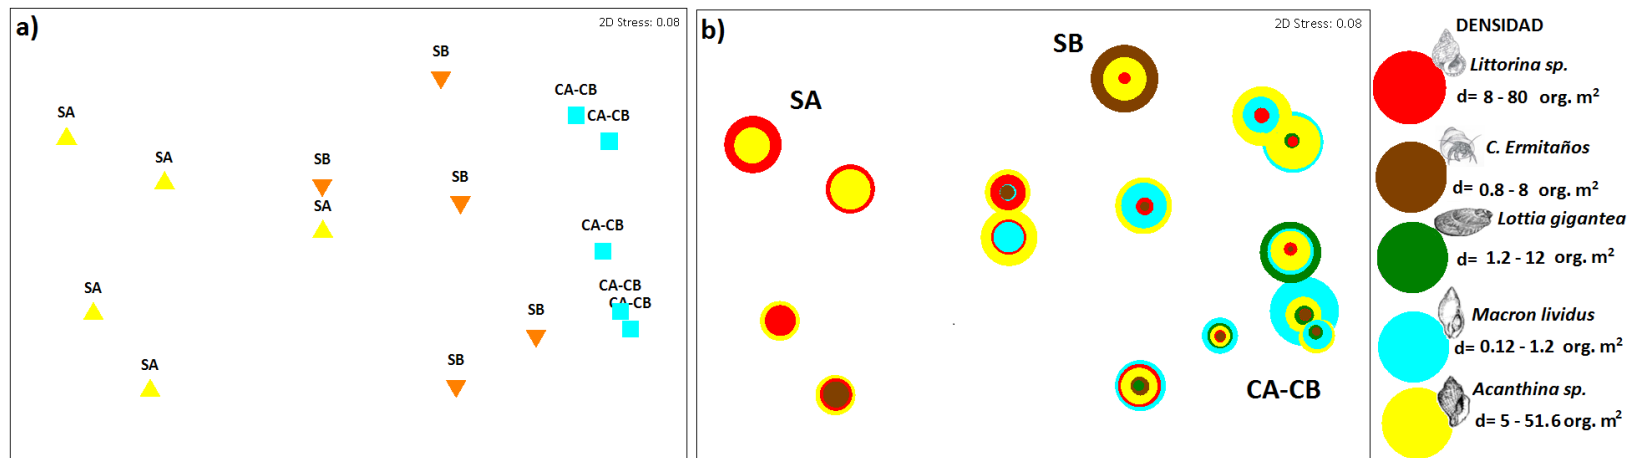 a)
2D Stress: 0.08
SB
CA-CB
CA-CB
SA
SA
SB
SB
SA
CA-CB
SA
CA-CB
CA-CB
SB
SA
SB
b)
2D Stress: 0.08
SB
SA
CA-CB
DENSIDAD
Littorina sp.
d= 8 - 80 org. m²
C. Ermitaños
d= 0.8 - 8 org. m²
Lottia gigantea
d= 1.2 - 12 org. m²
Macron lividus
d= 0.12 - 1.2 org. m²
Acanthina sp.
d= 5 - 51.6 org. m²